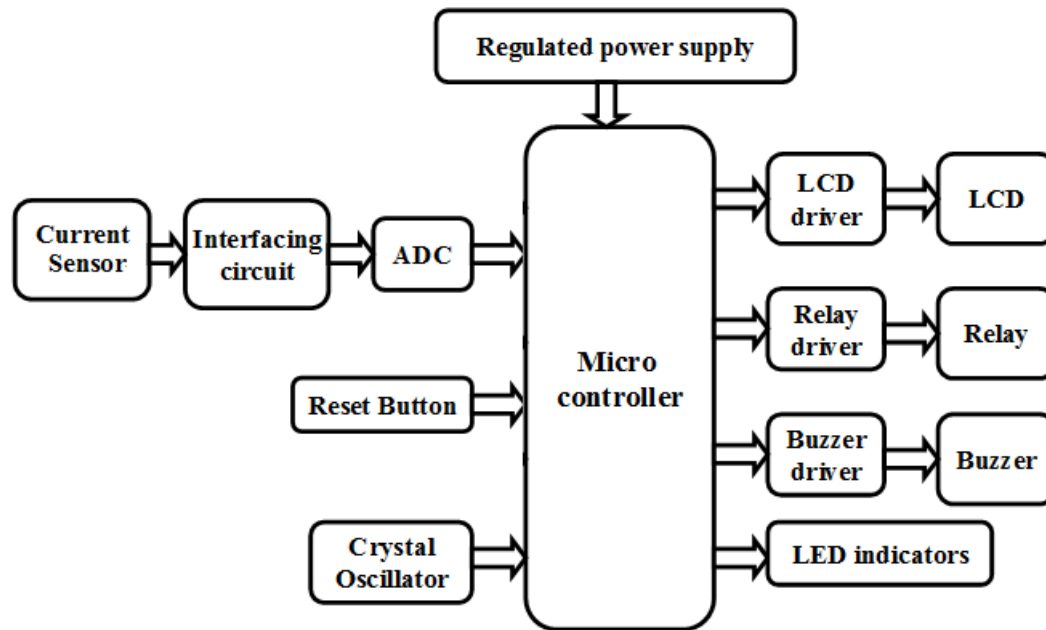 Regulated power supply
Current
Sensor
Interfacing
circuit
ADC
Reset Button
Crystal
Oscillator
Micro
controller
LCD
driver
LCD
Relay
driver
Relay
Buzzer
driver
Buzzer
LED indicators